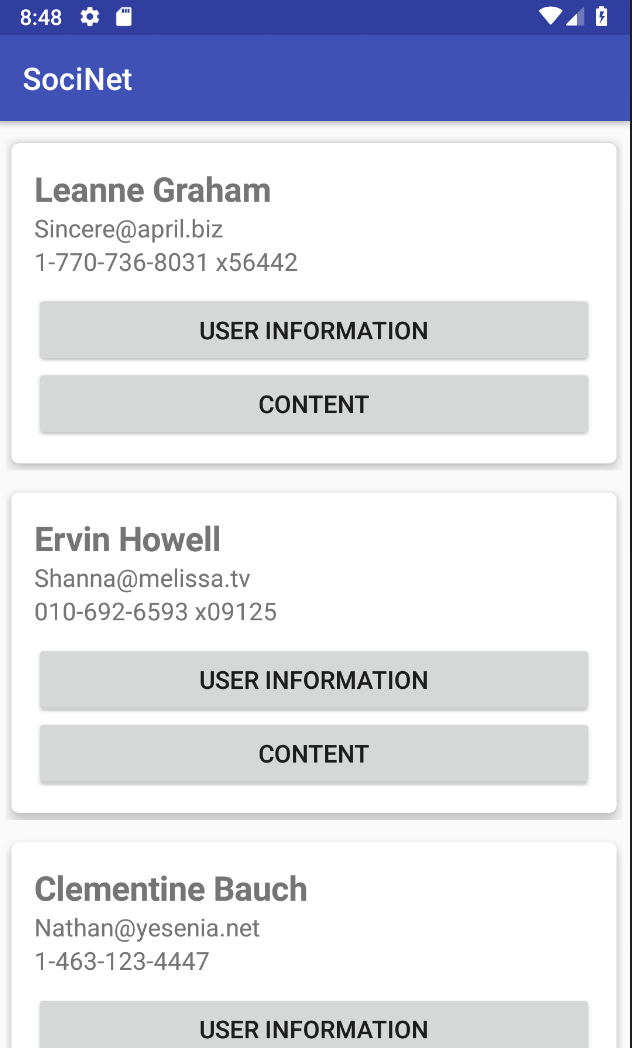 8:48
SociNet
Leanne Graham
Sincere@april.biz
1-770-736-8031 x56442
USER INFORMATION
CONTENT
Ervin Howell
Shanna@melissa.tv
010-692-6593 x09125
USER INFORMATION
CONTENT
Clementine Bauch
Nathan@yesenia.net
1-463-123-4447
USER INFORMATION